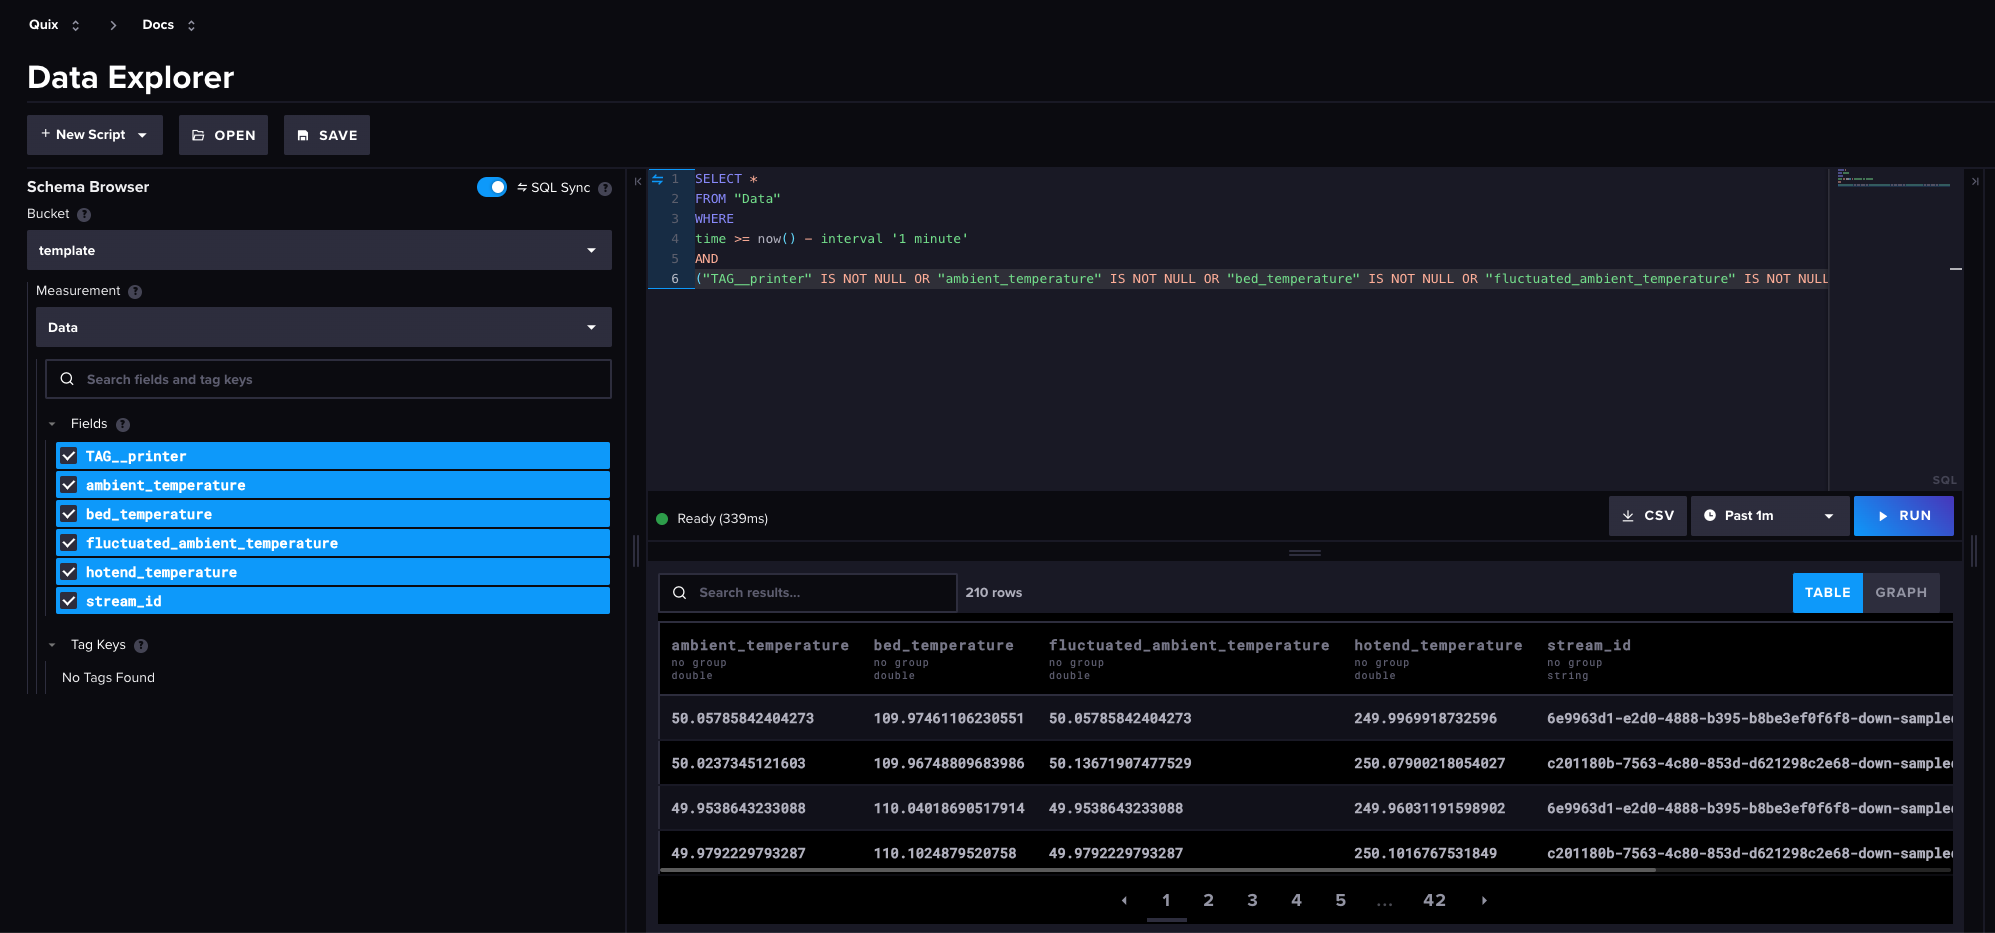 Quix
Docs
Data Explorer
+ New Script
OPEN
SAVE
Schema Browser
SQL Sync ?
Bucket ?
template
Measurement ?
Data
Search fields and tag keys
Fields ?
TAG__printer
ambient_temperature
bed_temperature
fluctuated_ambient_temperature
hotend_temperature
stream_id
Tag Keys ?
No Tags Found
1 SELECT *
2 FROM "Data"
3 WHERE
4 time >= now() - interval '1 minute'
5 AND
6 ("TAG__printer" IS NOT NULL OR "ambient_temperature" IS NOT NULL OR "bed_temperature" IS NOT NULL OR "fluctuated_ambient_temperature" IS NOT NULL
SQL
Ready (339ms)
CSV
Past 1m
RUN
Search results...
210 rows
TABLE
GRAPH
ambient_temperature bed_temperature fluctuated_ambient_temperature hotend_temperature stream_id
no group no group no group no group no group
double double double double string
50.05785842404273 109.97461106230551 50.05785842404273 249.9969918732596 6e9963d1-e2d0-4888-b395-b8be3ef0f6f8-down-sampled
50.0237345121603 109.96748809683986 50.13671907477529 250.07900218054027 c201180b-7563-4c80-853d-d621298c2e68-down-sampled
49.9538643233088 110.04018690517914 49.9538643233088 249.96031191598902 6e9963d1-e2d0-4888-b395-b8be3ef0f6f8-down-sampled
49.9792229793287 110.1024879520758 49.9792229793287 250.1016767531849 c201180b-7563-4c80-853d-d621298c2e68-down-sampled
1 2 3 4 5 ... 42